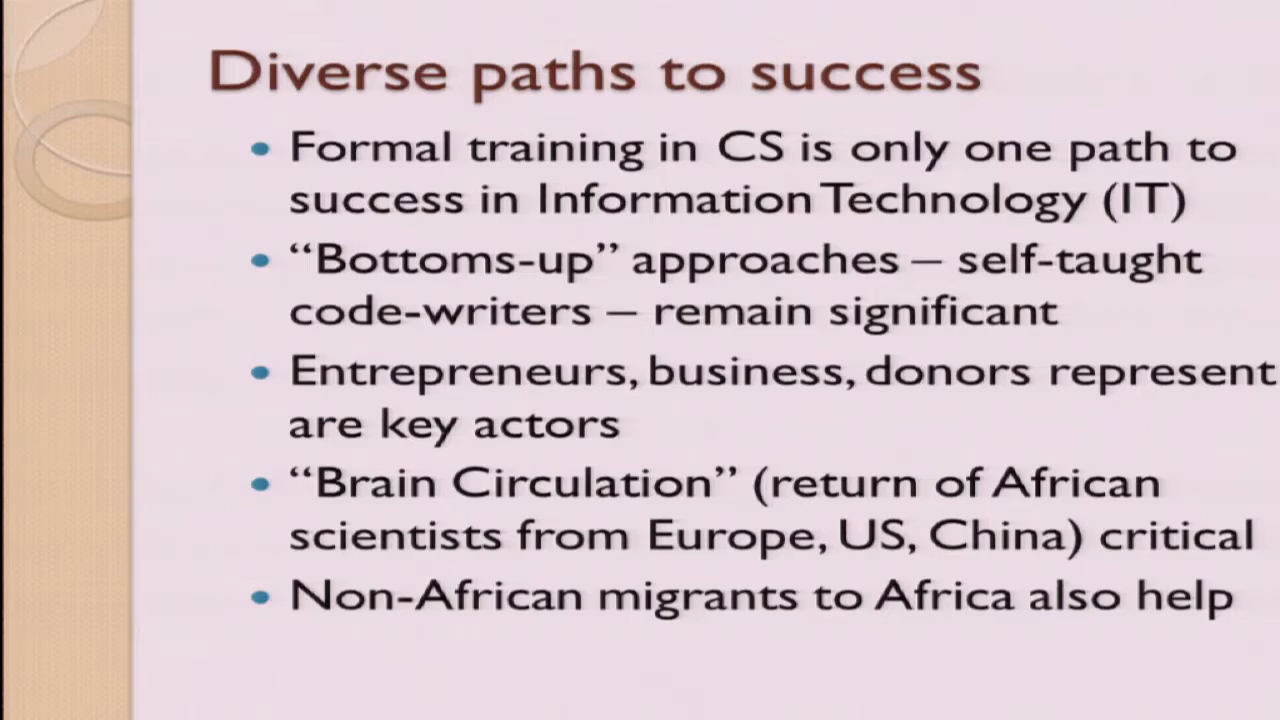 Diverse paths to success
• Formal training in CS is only one path to
success in Information Technology (IT)
• “Bottoms-up” approaches – self-taught
code-writers – remain significant
• Entrepreneurs, business, donors represent
are key actors
• “Brain Circulation” (return of African
scientists from Europe, US, China) critical
• Non-African migrants to Africa also help